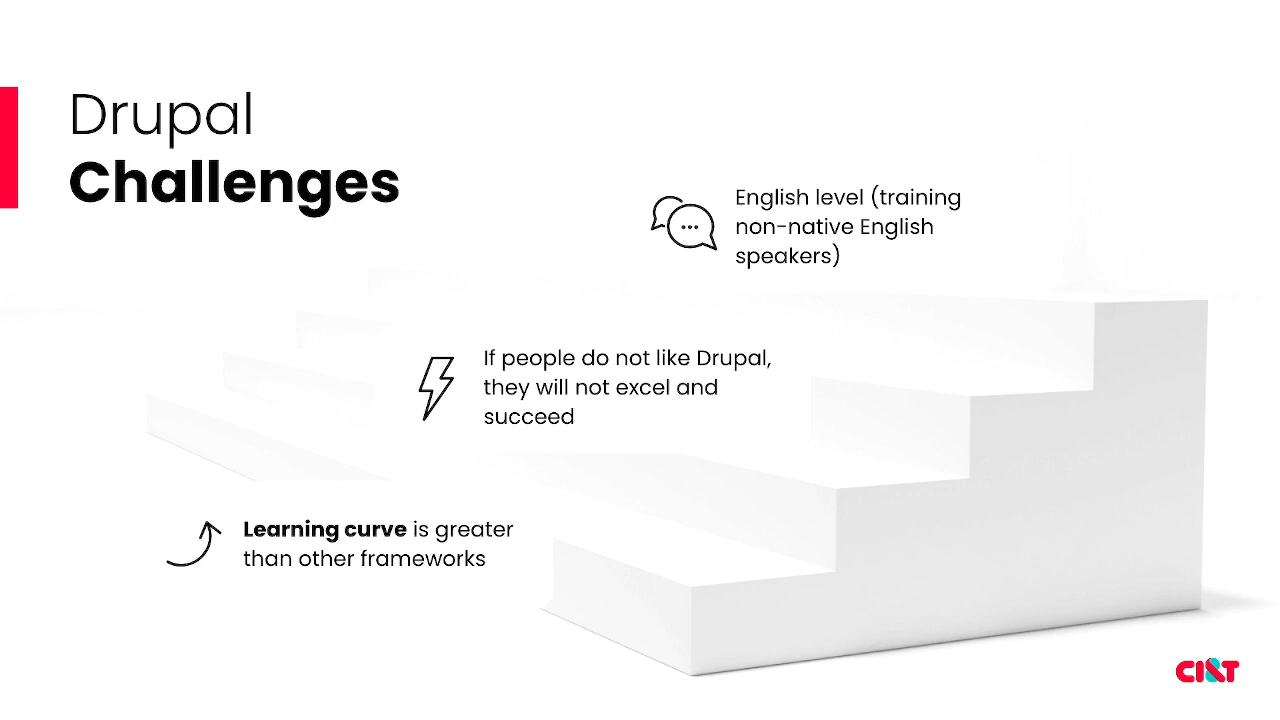 Drupal
Challenges
English level (training
non-native English
speakers)
If people do not like Drupal,
they will not excel and
succeed
Learning curve is greater
than other frameworks
CI&T